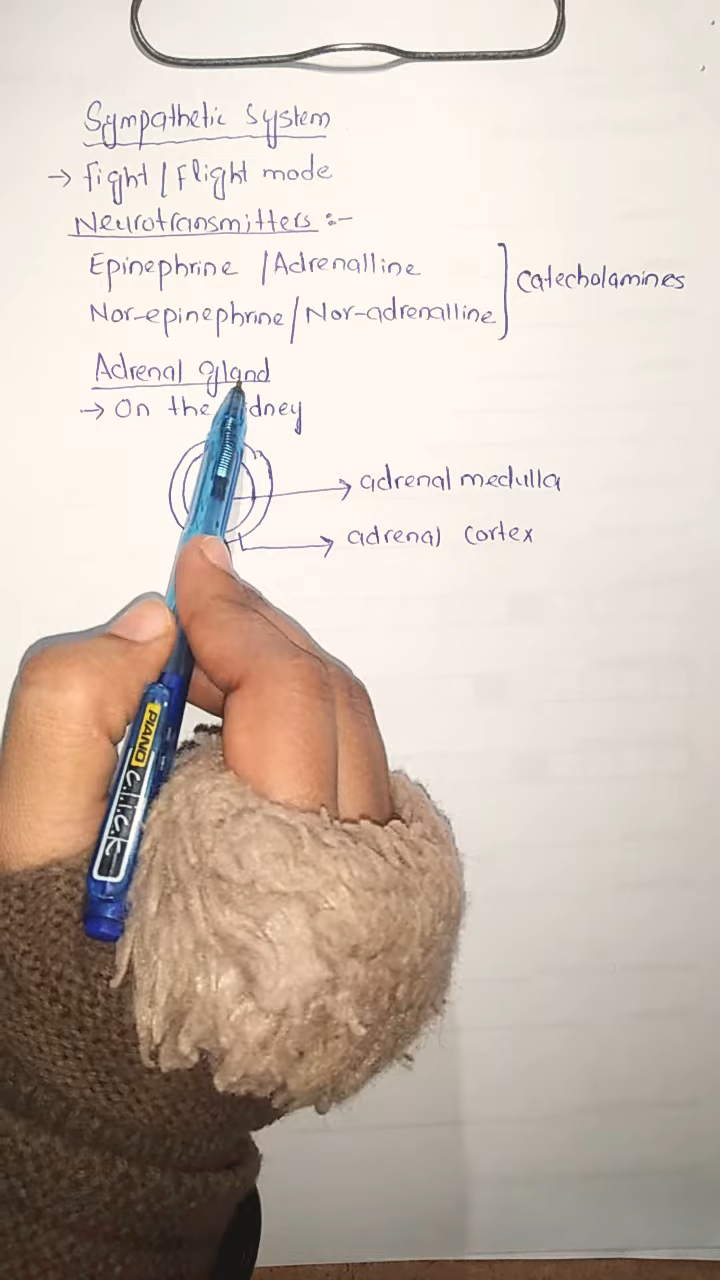 Sympathetic System
→ fight / Flight mode
Neurotransmitters :-
Epinephrine / Adrenalline
Nor-epinephrine / Nor-adrenalline
Catecholamines
Adrenal gland
→ On the dney
adrenal medulla
adrenal cortex
PIANO
click